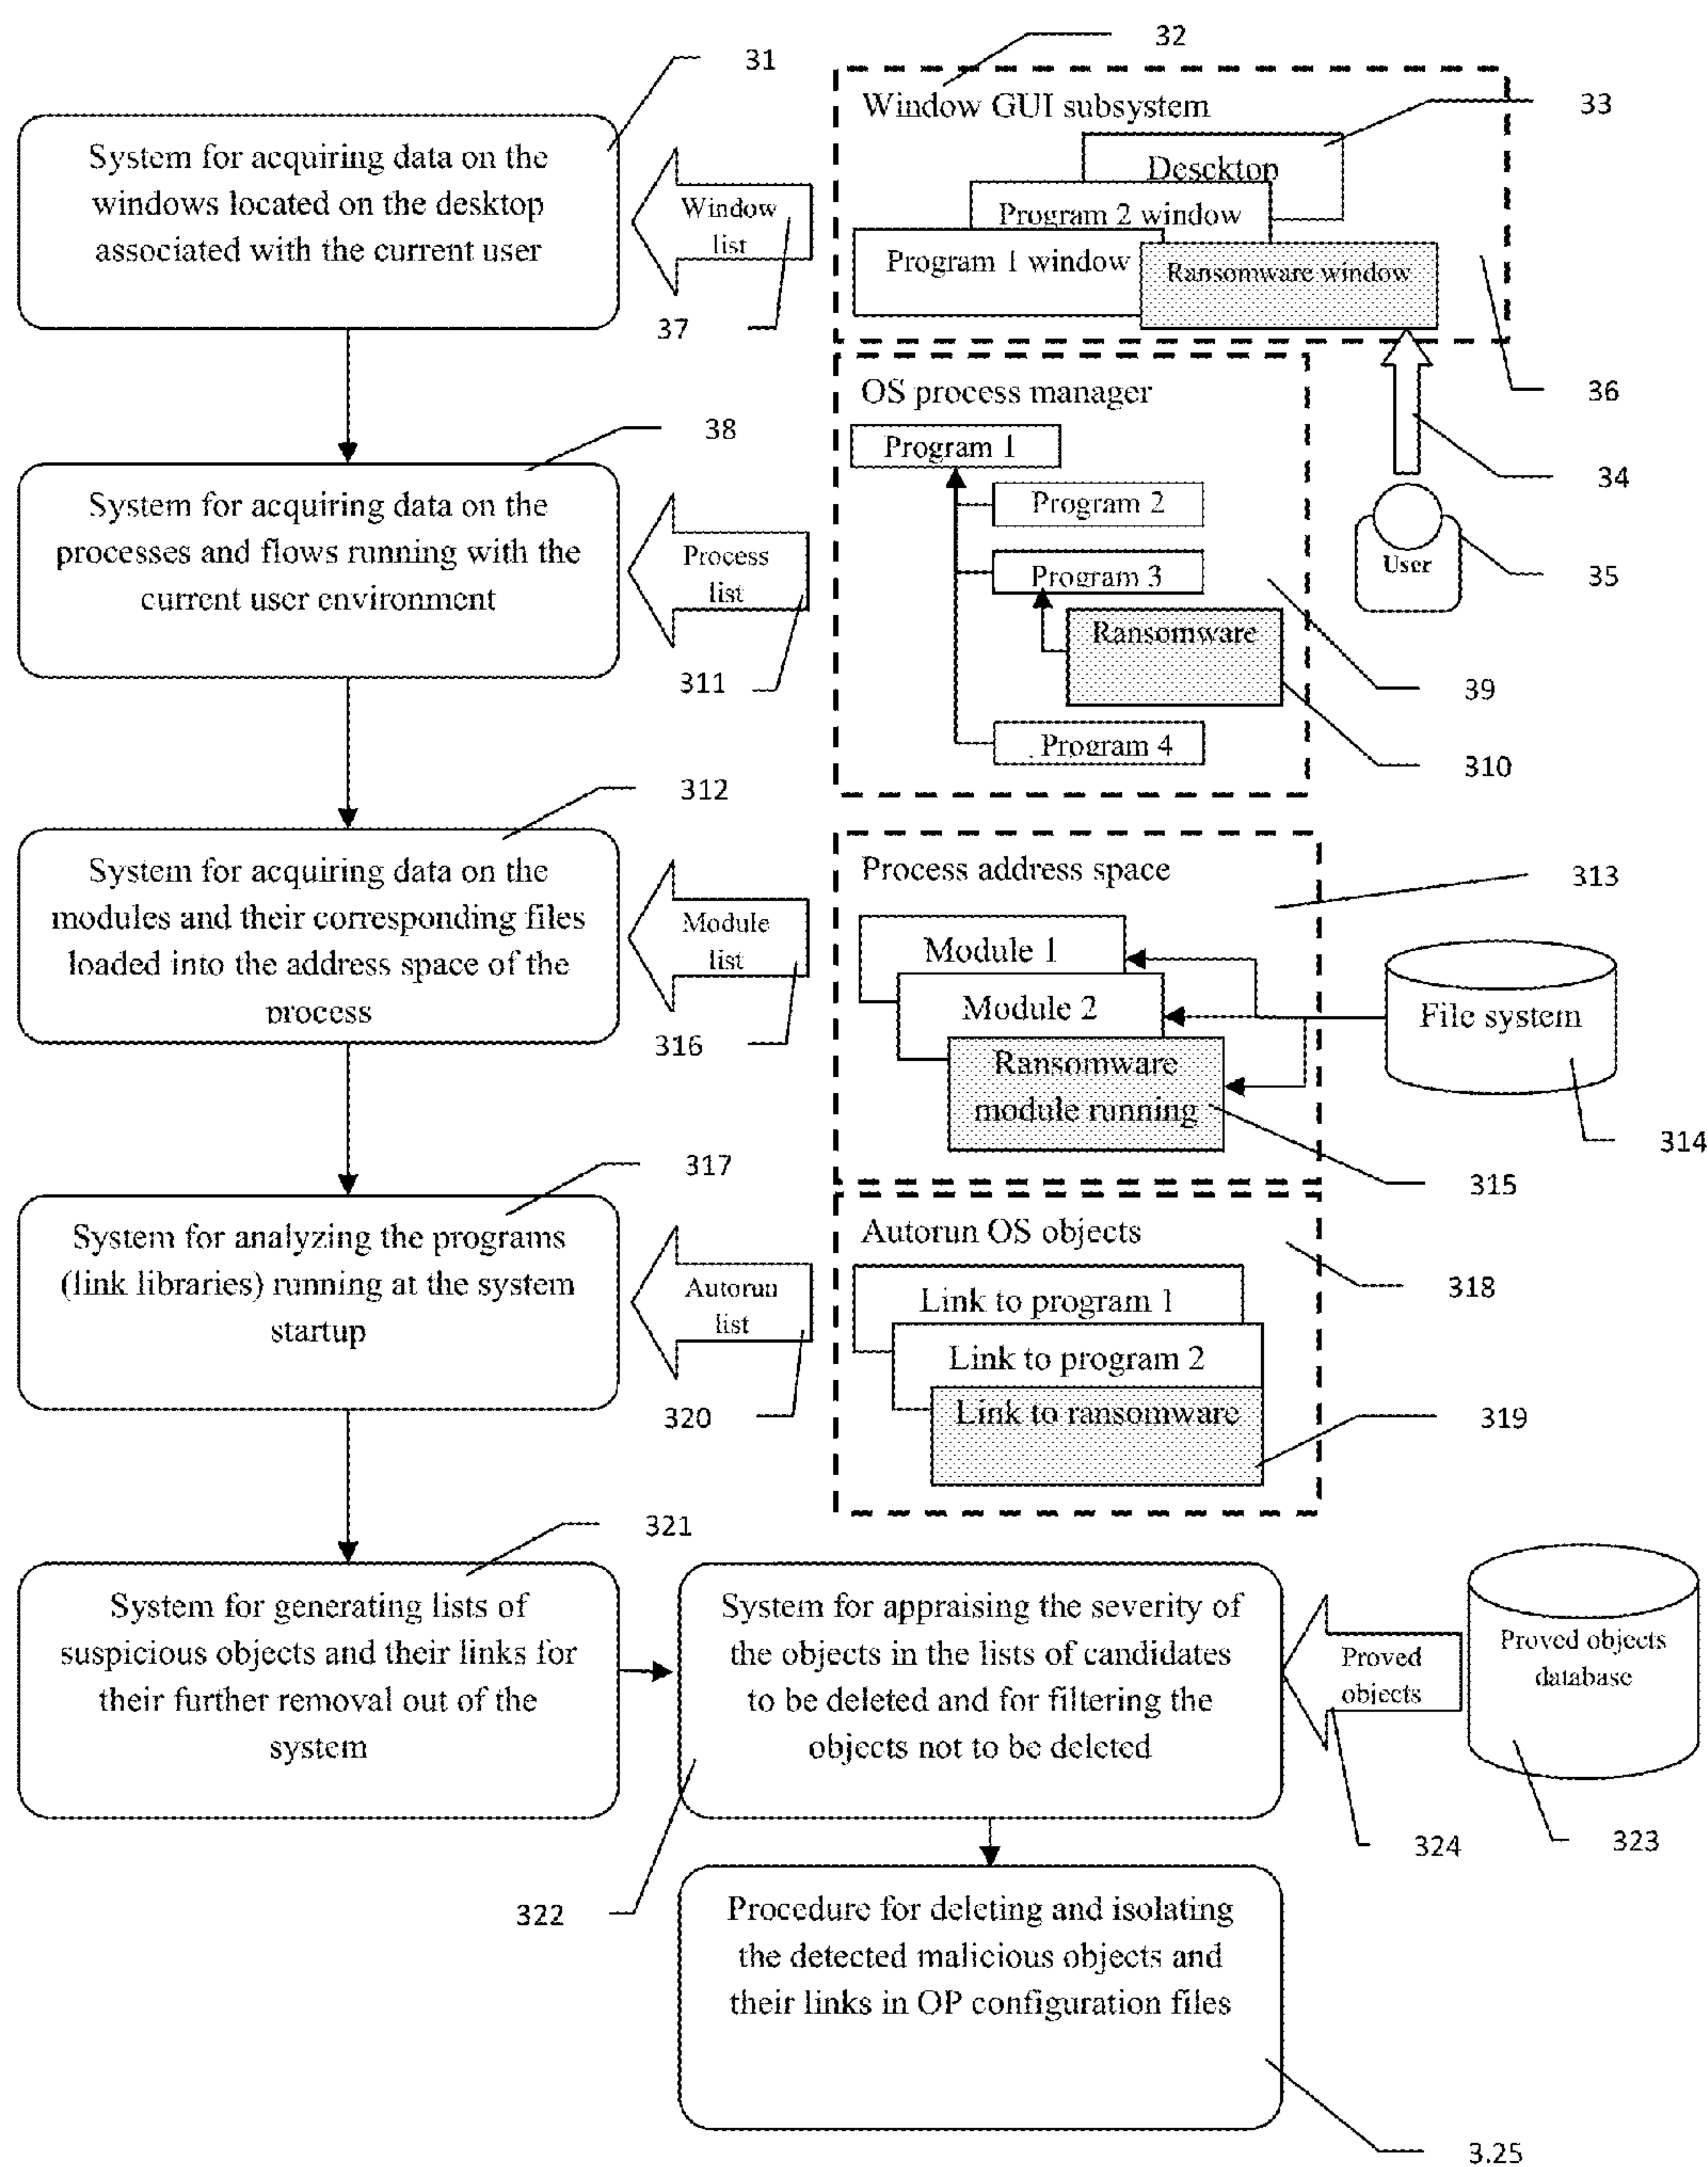 32
31
Window GUI subsystem
33
System for acquiring data on the
windows located on the desktop
associated with the current user
Window
list
Descktop
Program 2 window
Program 1 window
Ransomware window
37
36
OS process manager
38
Program 1
34
System for acquiring data on the
processes and flows running with the
current user environment
Process
list
Program 2
Program 3
User
35
Ransomware
311
39
Program 4
310
312
System for acquiring data on the
modules and their corresponding files
loaded into the address space of the
process
Module
list
Process address space
313
Module 1
Module 2
File system
316
Ransomware
module running
314
317
315
System for analyzing the programs
(link libraries) running at the system
startup
Autorun
list
Autorun OS objects
318
Link to program 1
Link to program 2
Link to ransomware
320
319
321
System for generating lists of
suspicious objects and their links for
their further removal out of the
system
System for appraising the severity of
the objects in the lists of candidates
to be deleted and for filtering the
objects not to be deleted
Proved
objects
Proved objects
database
324
323
322
Procedure for deleting and isolating
the detected malicious objects and
their links in OP configuration files
3.25